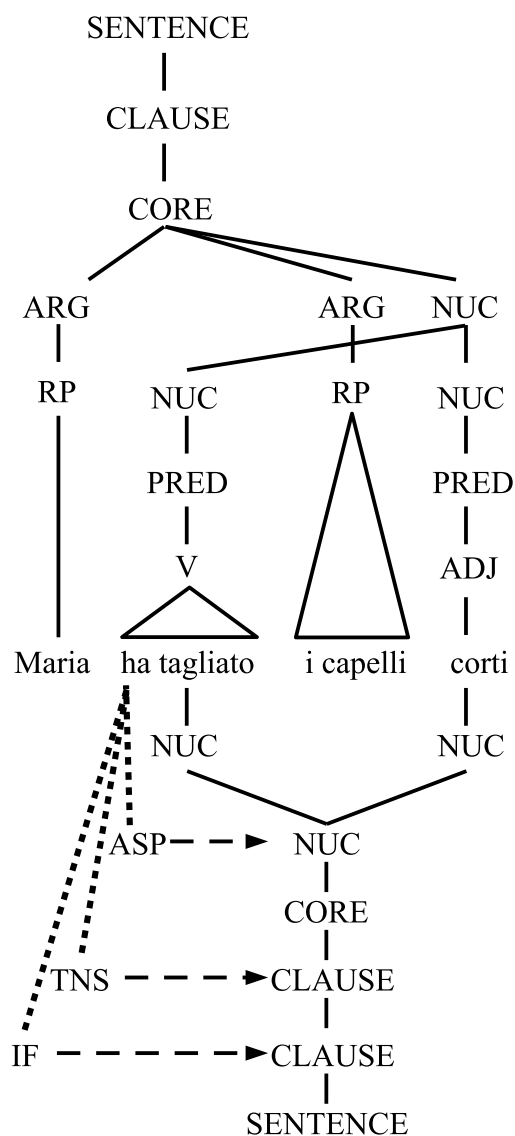 SENTENCE
CLAUSE
CORE
ARG ARG NUC
RP NUC RP NUC
PRED PRED
V ADJ
Maria ha tagliato i capelli corti
NUC NUC
ASP NUC
CORE
TNS CLAUSE
IF CLAUSE
SENTENCE